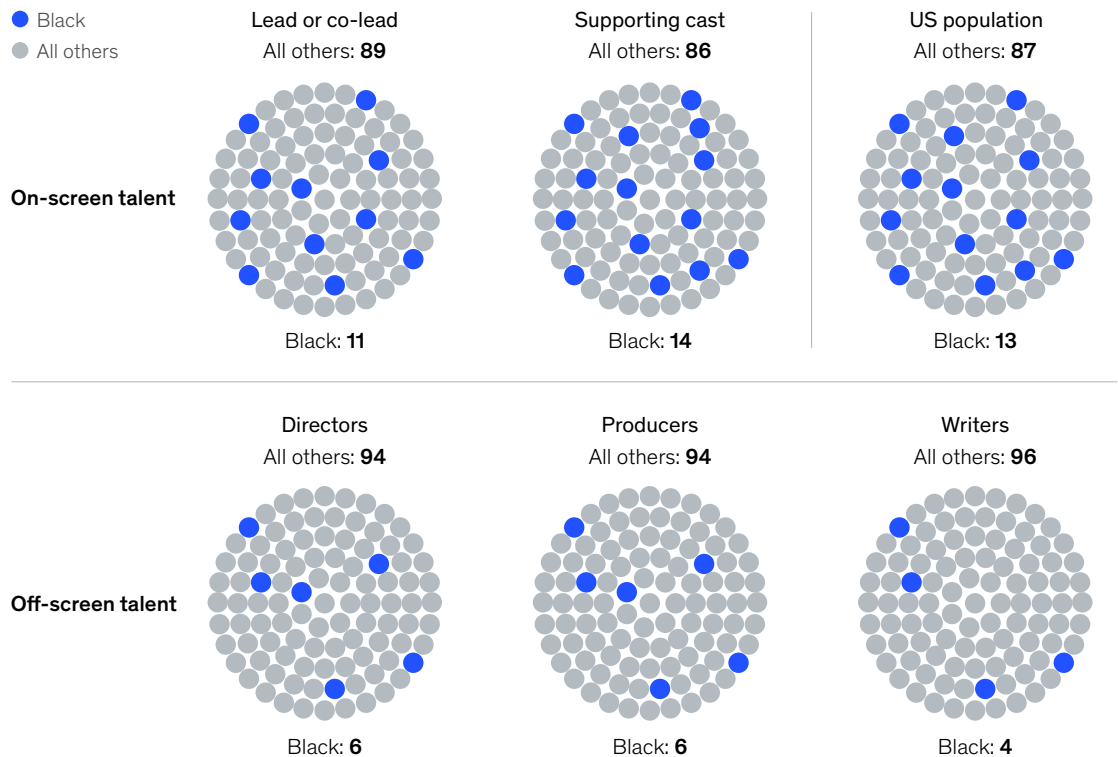 Black
All others
Lead or co-lead
All others: 89
Supporting cast
All others: 86
US population
All others: 87
On-screen talent
Black: 11
Black: 14
Black: 13
Directors
All others: 94
Producers
All others: 94
Writers
All others: 96
Off-screen talent
Black: 6
Black: 6
Black: 4